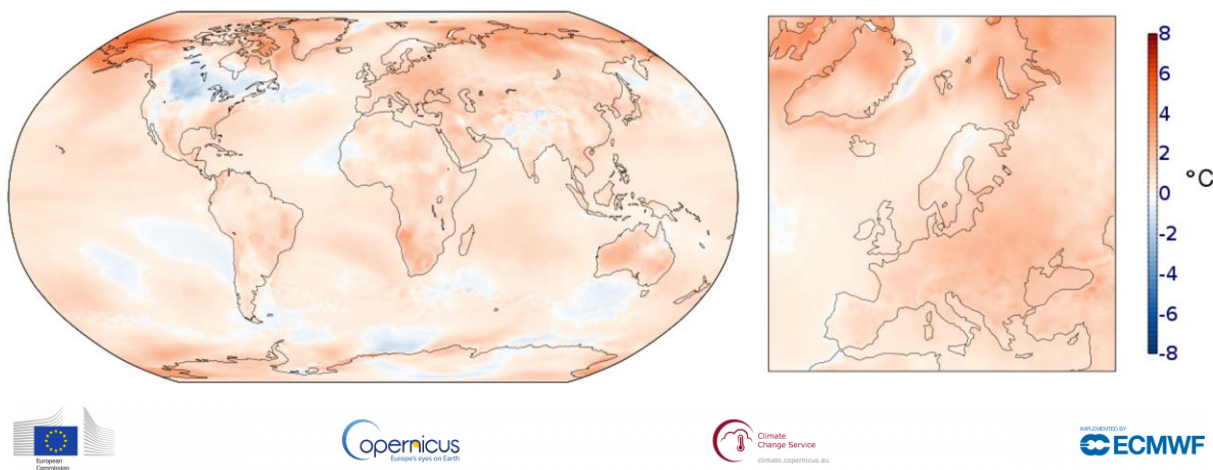 8
6
4
2
0
-2
-4
-6
-8
°C
European
Commission
opernicus
Europe's eyes on Earth
Climate
Change Service
climate.copernicus.eu
IMPLEMENTED BY
ECMWF